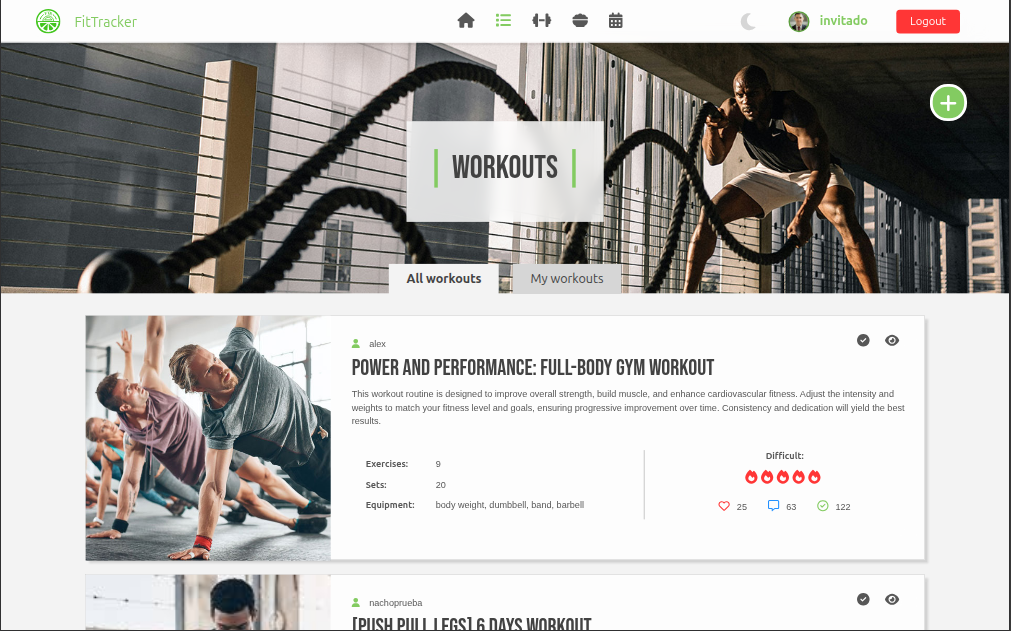 FitTracker
invitado
Logout
WORKOUTS
All workouts
My workouts
alex
POWER AND PERFORMANCE: FULL-BODY GYM WORKOUT
This workout routine is designed to improve overall strength, build muscle, and enhance cardiovascular fitness. Adjust the intensity and
weights to match your fitness level and goals, ensuring progressive improvement over time. Consistency and dedication will yield the best
results.
Exercises: 9
Sets: 20
Equipment: body weight, dumbbell, band, barbell
Difficult:
25 63 122
nachoprueba
[PUSH PULL LEGS] 6 DAYS WORKOUT